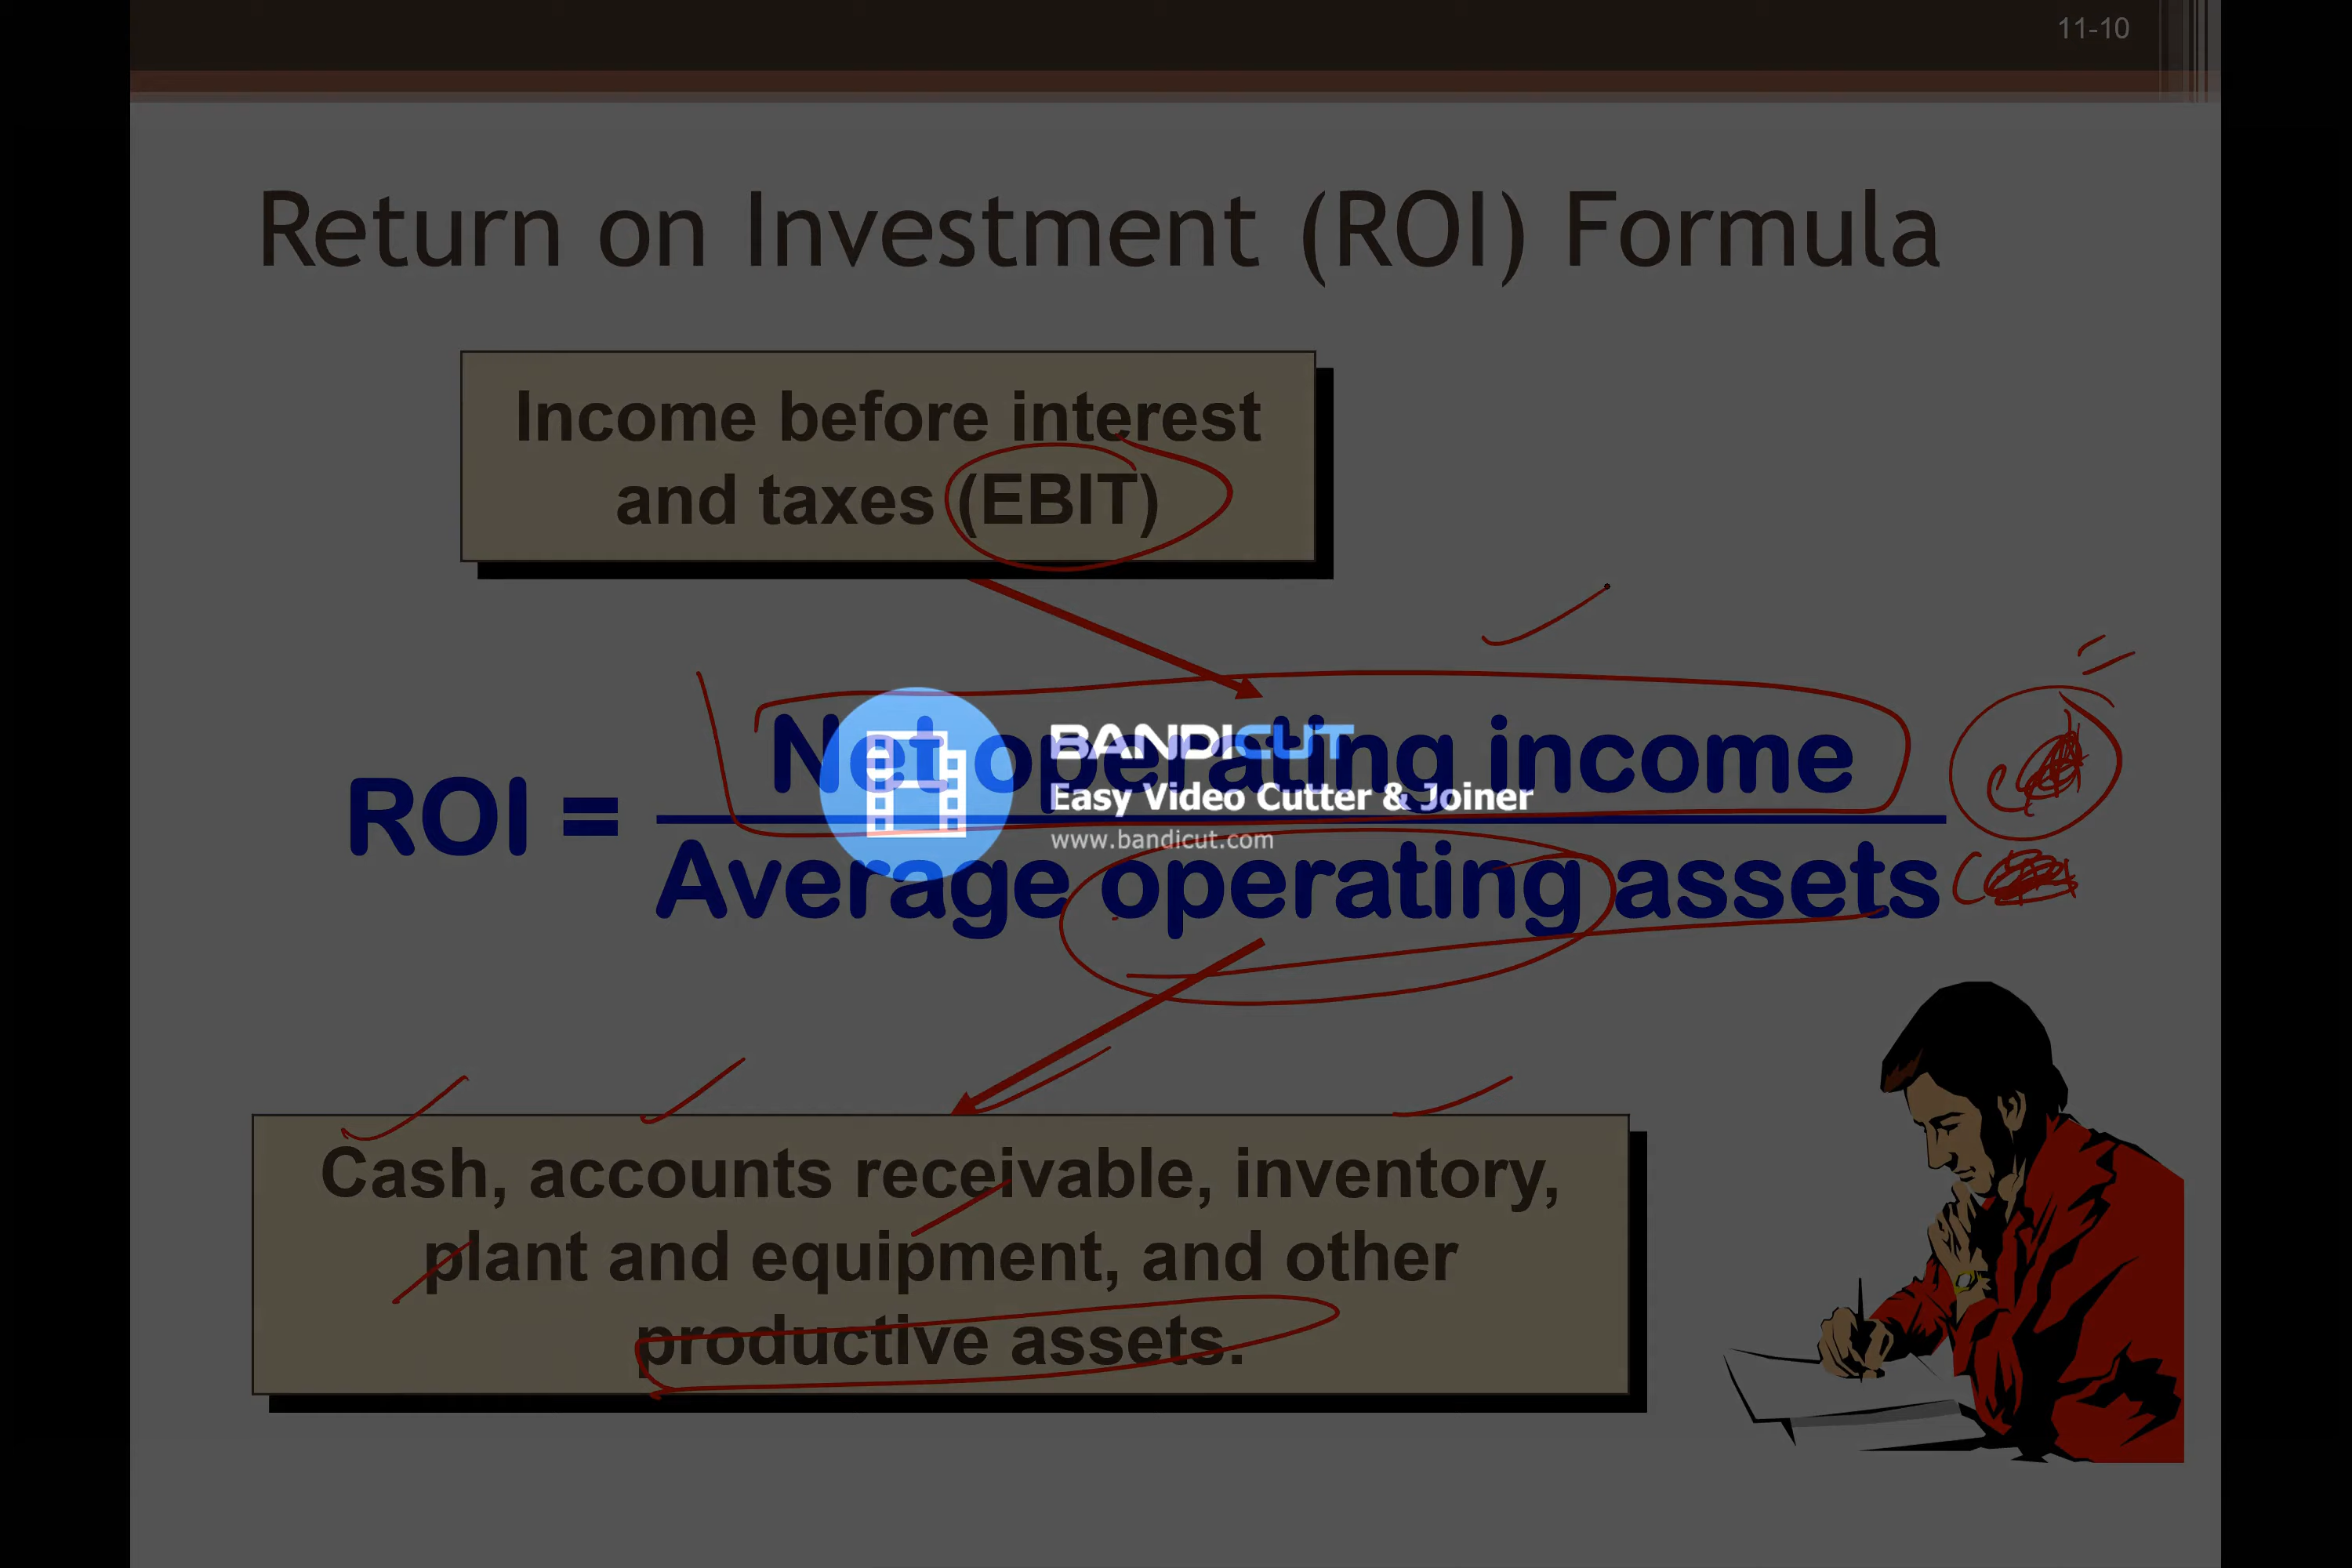 11-10
Return on Investment (ROI) Formula
Income before interest
and taxes (EBIT)
Net operating income
ROI =
Average operating assets
BANDICUT
Easy Video Cutter & Joiner
www.bandicut.com
Cash, accounts receivable, inventory,
plant and equipment, and other
productive assets.